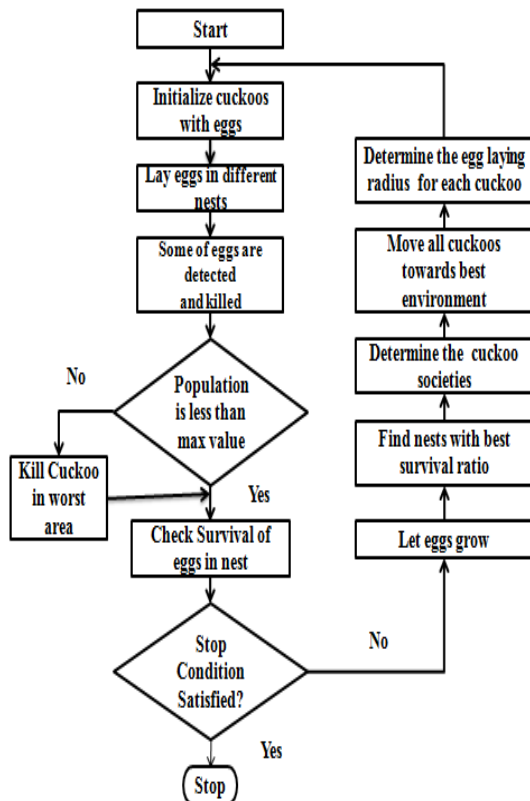 Start
Initialize cuckoos
with eggs
Lay eggs in different
nests
Some of eggs are
detected
and killed
No
Population
is less than
max value
Kill Cuckoo
in worst
area
Yes
Check Survival of
eggs in nest
Stop
Condition
Satisfied?
No
Yes
Stop
Let eggs grow
Find nests with best
survival ratio
Determine the cuckoo
societies
Move all cuckoos
towards best
environment
Determine the egg laying
radius for each cuckoo